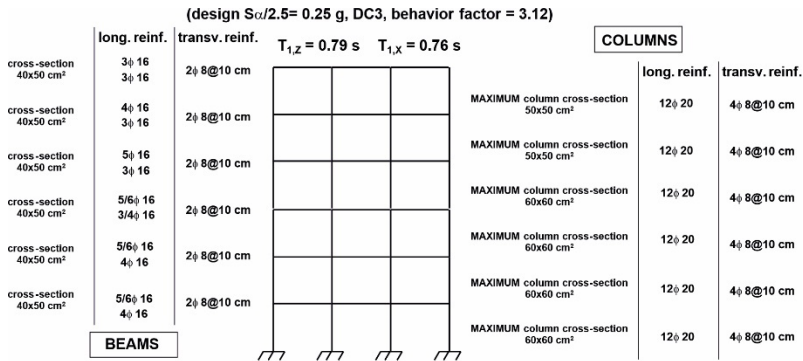 (design Sα/2.5= 0.25 g, DC3, behavior factor = 3.12)
long. reinf. transv. reinf.
T1,Z = 0.79 s T1,X = 0.76 s
cross-section
40x50 cm²
3ϕ 16
3ϕ 16
2ϕ 8@10 cm
cross-section
40x50 cm²
4ϕ 16
3ϕ 16
2ϕ 8@10 cm
cross-section
40x50 cm²
5ϕ 16
3ϕ 16
2ϕ 8@10 cm
cross-section
40x50 cm²
5/6ϕ 16
3/4ϕ 16
2ϕ 8@10 cm
cross-section
40x50 cm²
5/6ϕ 16
4ϕ 16
2ϕ 8@10 cm
cross-section
40x50 cm²
5/6ϕ 16
4ϕ 16
2ϕ 8@10 cm
BEAMS
COLUMNS
long. reinf. transv. reinf.
MAXIMUM column cross-section
50x50 cm²
12ϕ 20
4ϕ 8@10 cm
MAXIMUM column cross-section
50x50 cm²
12ϕ 20
4ϕ 8@10 cm
MAXIMUM column cross-section
60x60 cm²
12ϕ 20
4ϕ 8@10 cm
MAXIMUM column cross-section
60x60 cm²
12ϕ 20
4ϕ 8@10 cm
MAXIMUM column cross-section
60x60 cm²
12ϕ 20
4ϕ 8@10 cm
MAXIMUM column cross-section
60x60 cm²
12ϕ 20
4ϕ 8@10 cm